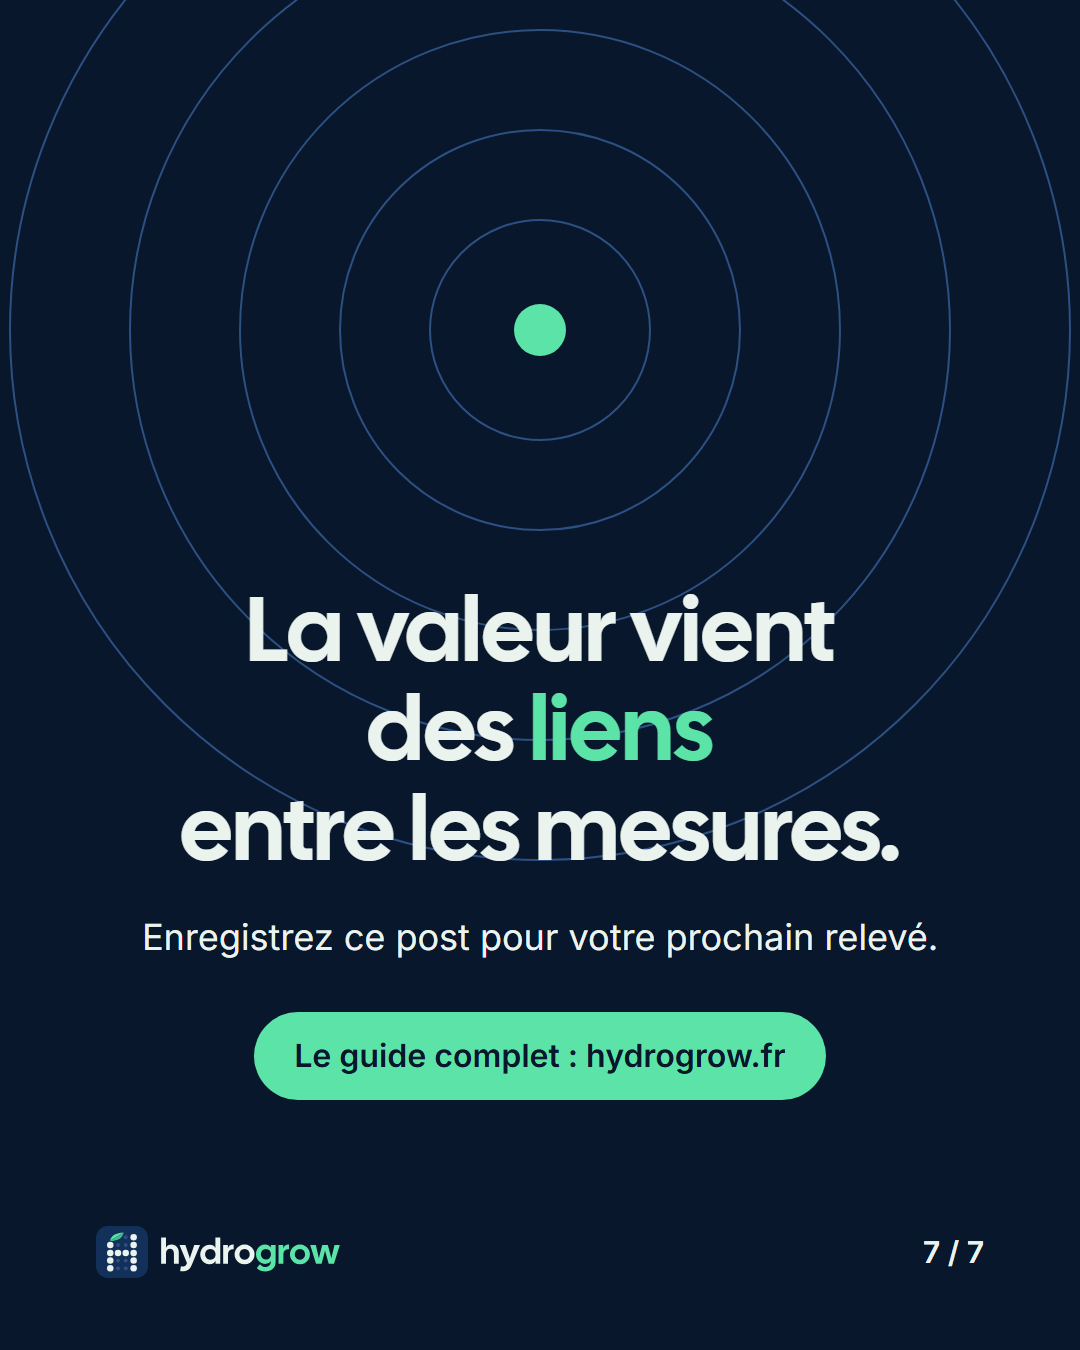 La valeur vient
des liens
entre les mesures.
Enregistrez ce post pour votre prochain relevé.
Le guide complet : hydrogrow.fr
hydrogrow
7 / 7